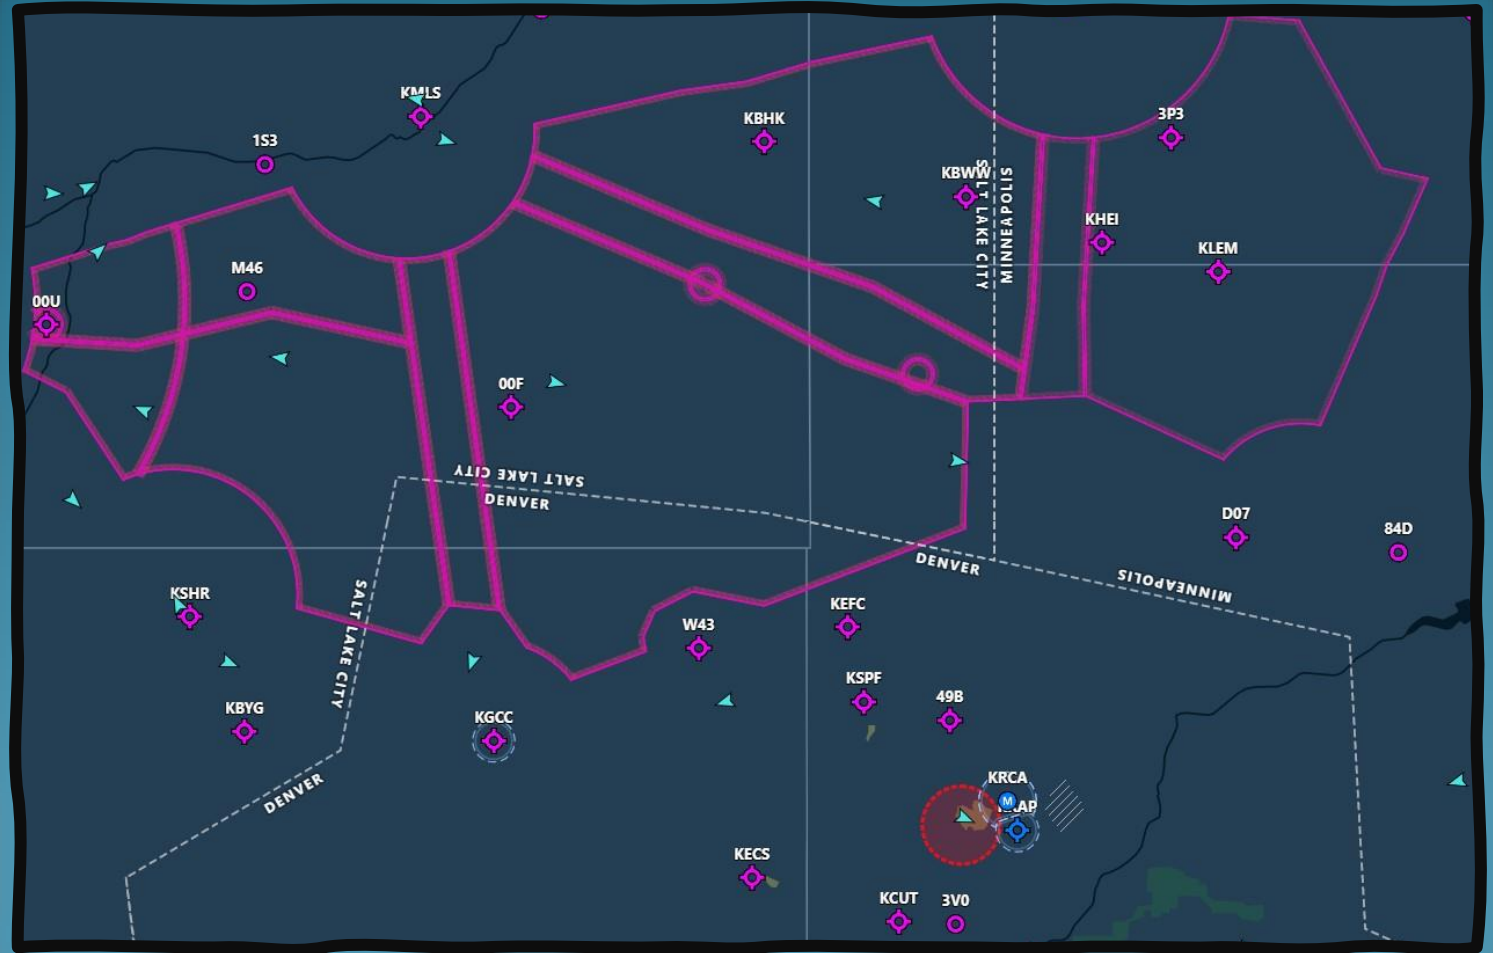 KMLS
1S3
KBHK
3P3
KBWW
SALT LAKE CITY
MINNEAPOLIS
KHEI
KLEM
M46
00U
00F
SALT LAKE CITY
DENVER
D07
84D
DENVER
MINNEAPOLIS
KSHR
SALT LAKE CITY
KEFC
W43
KSPF
49B
KBYG
KGCC
DENVER
KRCA
M
KECS
KCUT
3V0